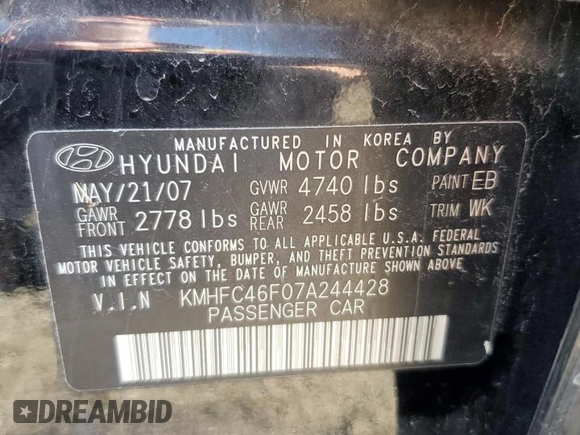 MANUFACTURED IN KOREA BY
HYUNDAI MOTOR COMPANY
MAY/21/07 GVWR 4740 lbs PAINT EB
GAWR FRONT 2778 lbs GAWR REAR 2458 lbs TRIM WK
THIS VEHICLE CONFORMS TO ALL APPLICABLE U.S.A. FEDERAL
MOTOR VEHICLE SAFETY, BUMPER, AND THEFT PREVENTION STANDARDS
IN EFFECT ON THE DATE OF MANUFACTURE SHOWN ABOVE.
V.I.N KMHFC46F07A244428
PASSENGER CAR
DREAMBID